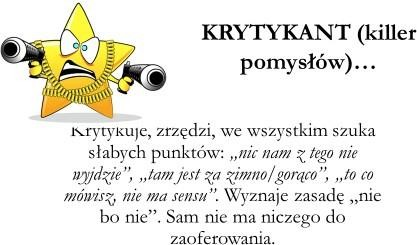 KRYTYKANT (killer
pomysłów)…
Krytykuje, zrzędzi, we wszystkim szuka
słabych punktów: „nic nam z tego nie
wyjdzie”, „tam jest za zimno/gorąco”, „to co
mówisz, nie ma sensu”. Wyznaje zasadę „nie
bo nie”. Sam nie ma niczego do
zaoferowania.